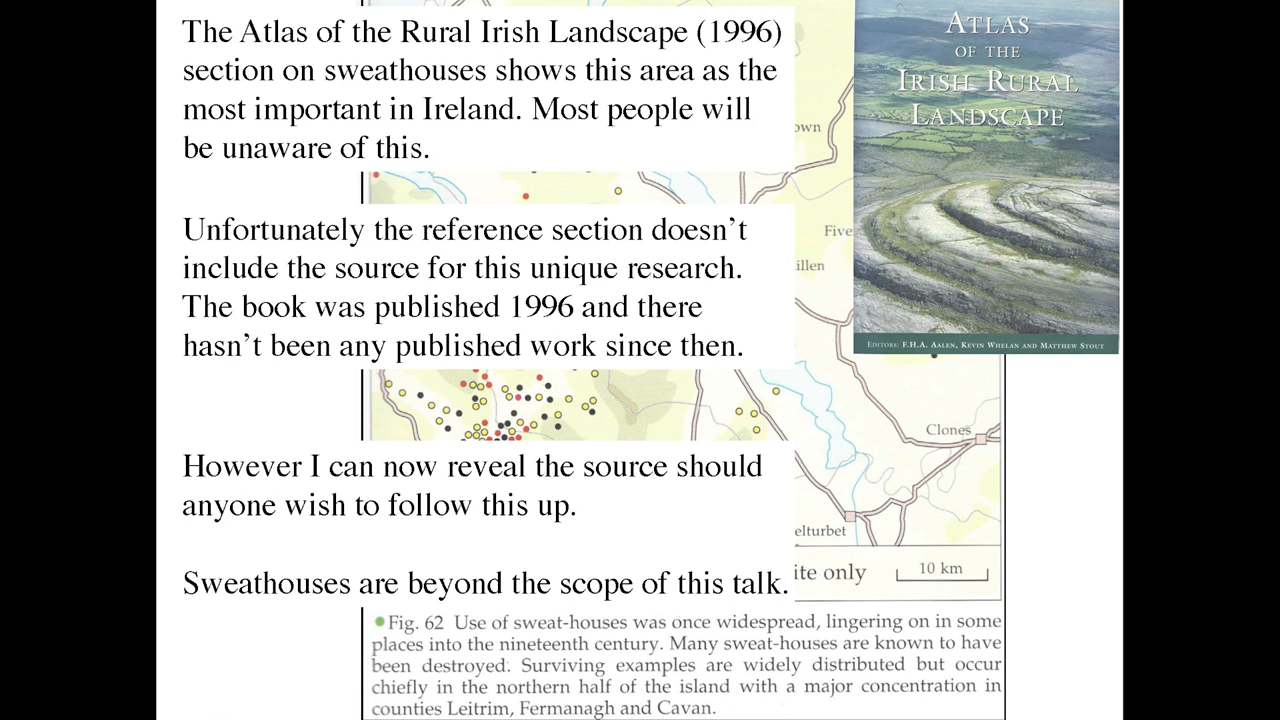 The Atlas of the Rural Irish Landscape (1996)
section on sweathouses shows this area as the
most important in Ireland. Most people will
be unaware of this.
Unfortunately the reference section doesn’t
include the source for this unique research.
The book was published 1996 and there
hasn’t been any published work since then.
However I can now reveal the source should
anyone wish to follow this up.
Sweathouses are beyond the scope of this talk.
ATLAS
OF THE
IRISH RURAL
LANDSCAPE
EDITORS: F.H.A. AALEN, KEVIN WHELAN AND MATTHEW STOUT
own
Five
illen
Clones
elturbet
ite only
10 km
Fig. 62 Use of sweat-houses was once widespread, lingering on in some
places into the nineteenth century. Many sweat-houses are known to have
been destroyed. Surviving examples are widely distributed but occur
chiefly in the northern half of the island with a major concentration in
counties Leitrim, Fermanagh and Cavan.